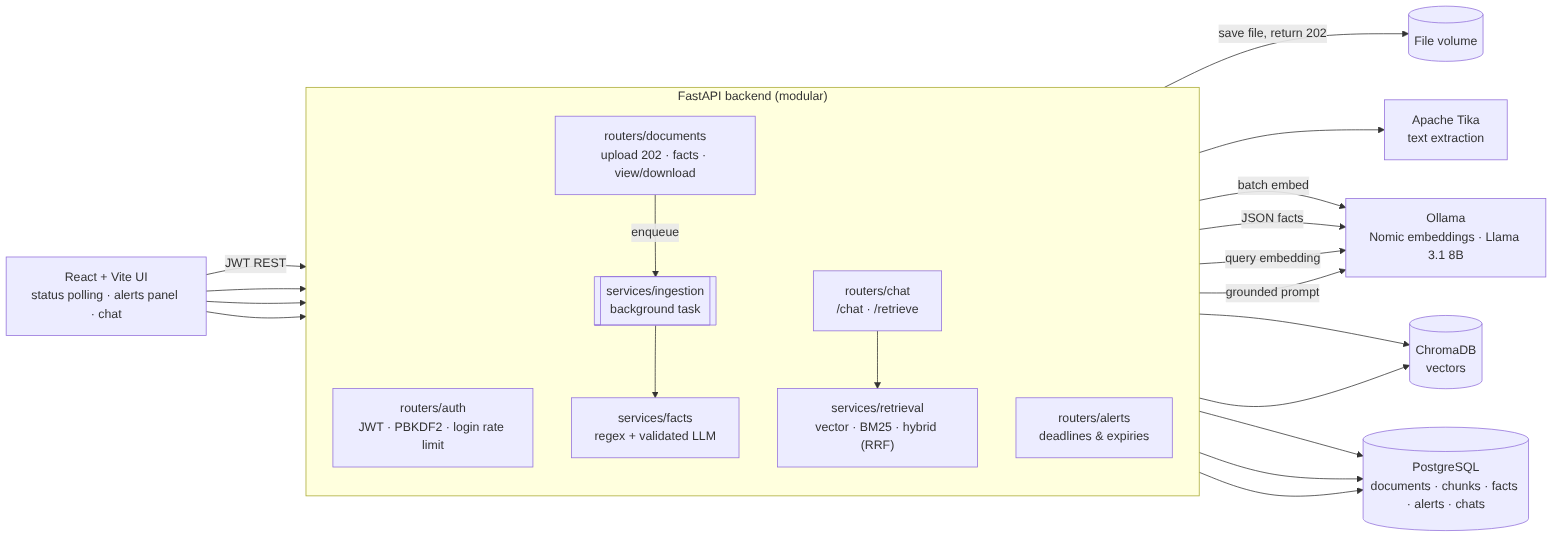 save file, return 202
File volume
FastAPI backend (modular)
routers/documents
upload 202 · facts ·
view/download
Apache Tika
text extraction
batch embed
JSON facts
query embedding
grounded prompt
Ollama
Nomic embeddings · Llama
3.1 8B
enqueue
JWT REST
React + Vite UI
status polling · alerts panel
· chat
services/ingestion
background task
routers/chat
/chat · /retrieve
ChromaDB
vectors
routers/auth
JWT · PBKDF2 · login rate
limit
services/facts
regex + validated LLM
services/retrieval
vector · BM25 · hybrid
(RRF)
routers/alerts
deadlines & expiries
PostgreSQL
documents · chunks · facts
· alerts · chats